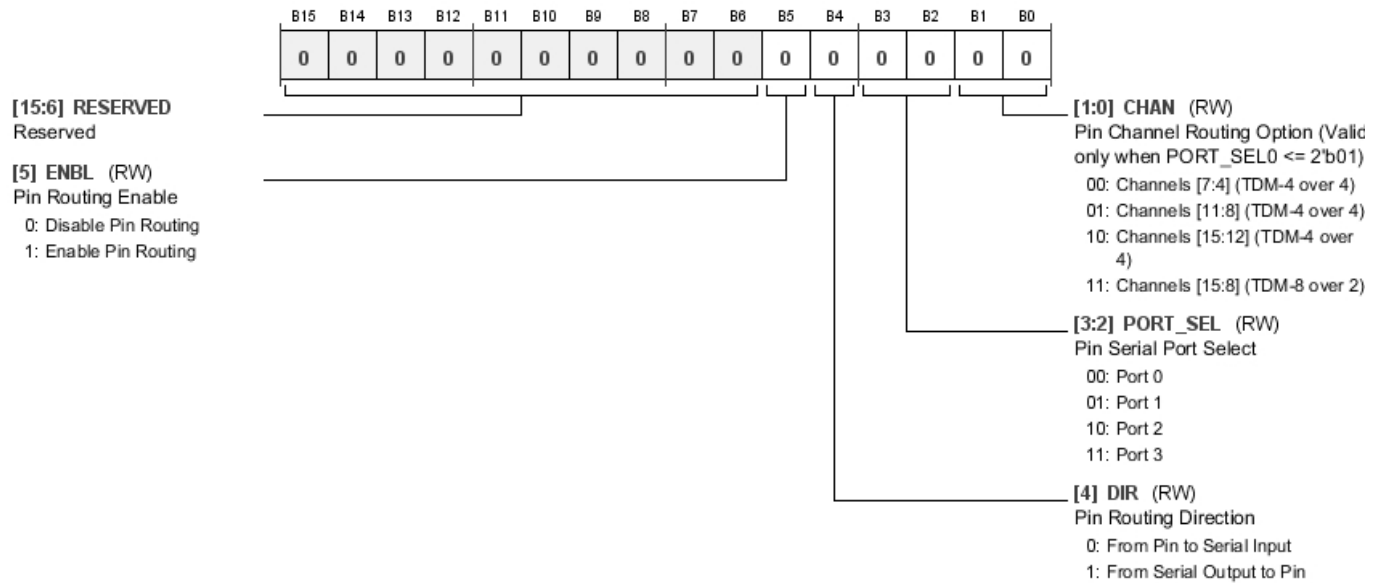 B15 B14 B13 B12 B11 B10 B9 B8 B7 B6 B5 B4 B3 B2 B1 B0
0 0 0 0 0 0 0 0 0 0 0 0 0 0 0 0
[15:6] RESERVED
Reserved
[5] ENBL (RW)
Pin Routing Enable
0: Disable Pin Routing
1: Enable Pin Routing
[1:0] CHAN (RW)
Pin Channel Routing Option (Valid
only when PORT_SEL0 <= 2'b01)
00: Channels [7:4] (TDM-4 over 4)
01: Channels [11:8] (TDM-4 over 4)
10: Channels [15:12] (TDM-4 over
4)
11: Channels [15:8] (TDM-8 over 2)
[3:2] PORT_SEL (RW)
Pin Serial Port Select
00: Port 0
01: Port 1
10: Port 2
11: Port 3
[4] DIR (RW)
Pin Routing Direction
0: From Pin to Serial Input
1: From Serial Output to Pin